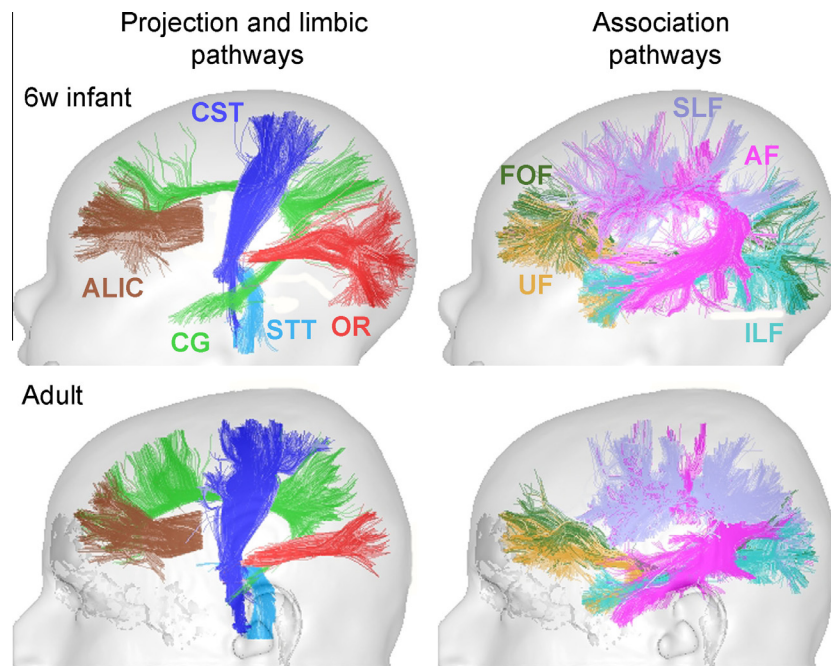 Projection and limbic
pathways
Association
pathways
6w infant
CST
SLF
AF
FOF
ALIC
UF
CG
STT
OR
ILF
Adult